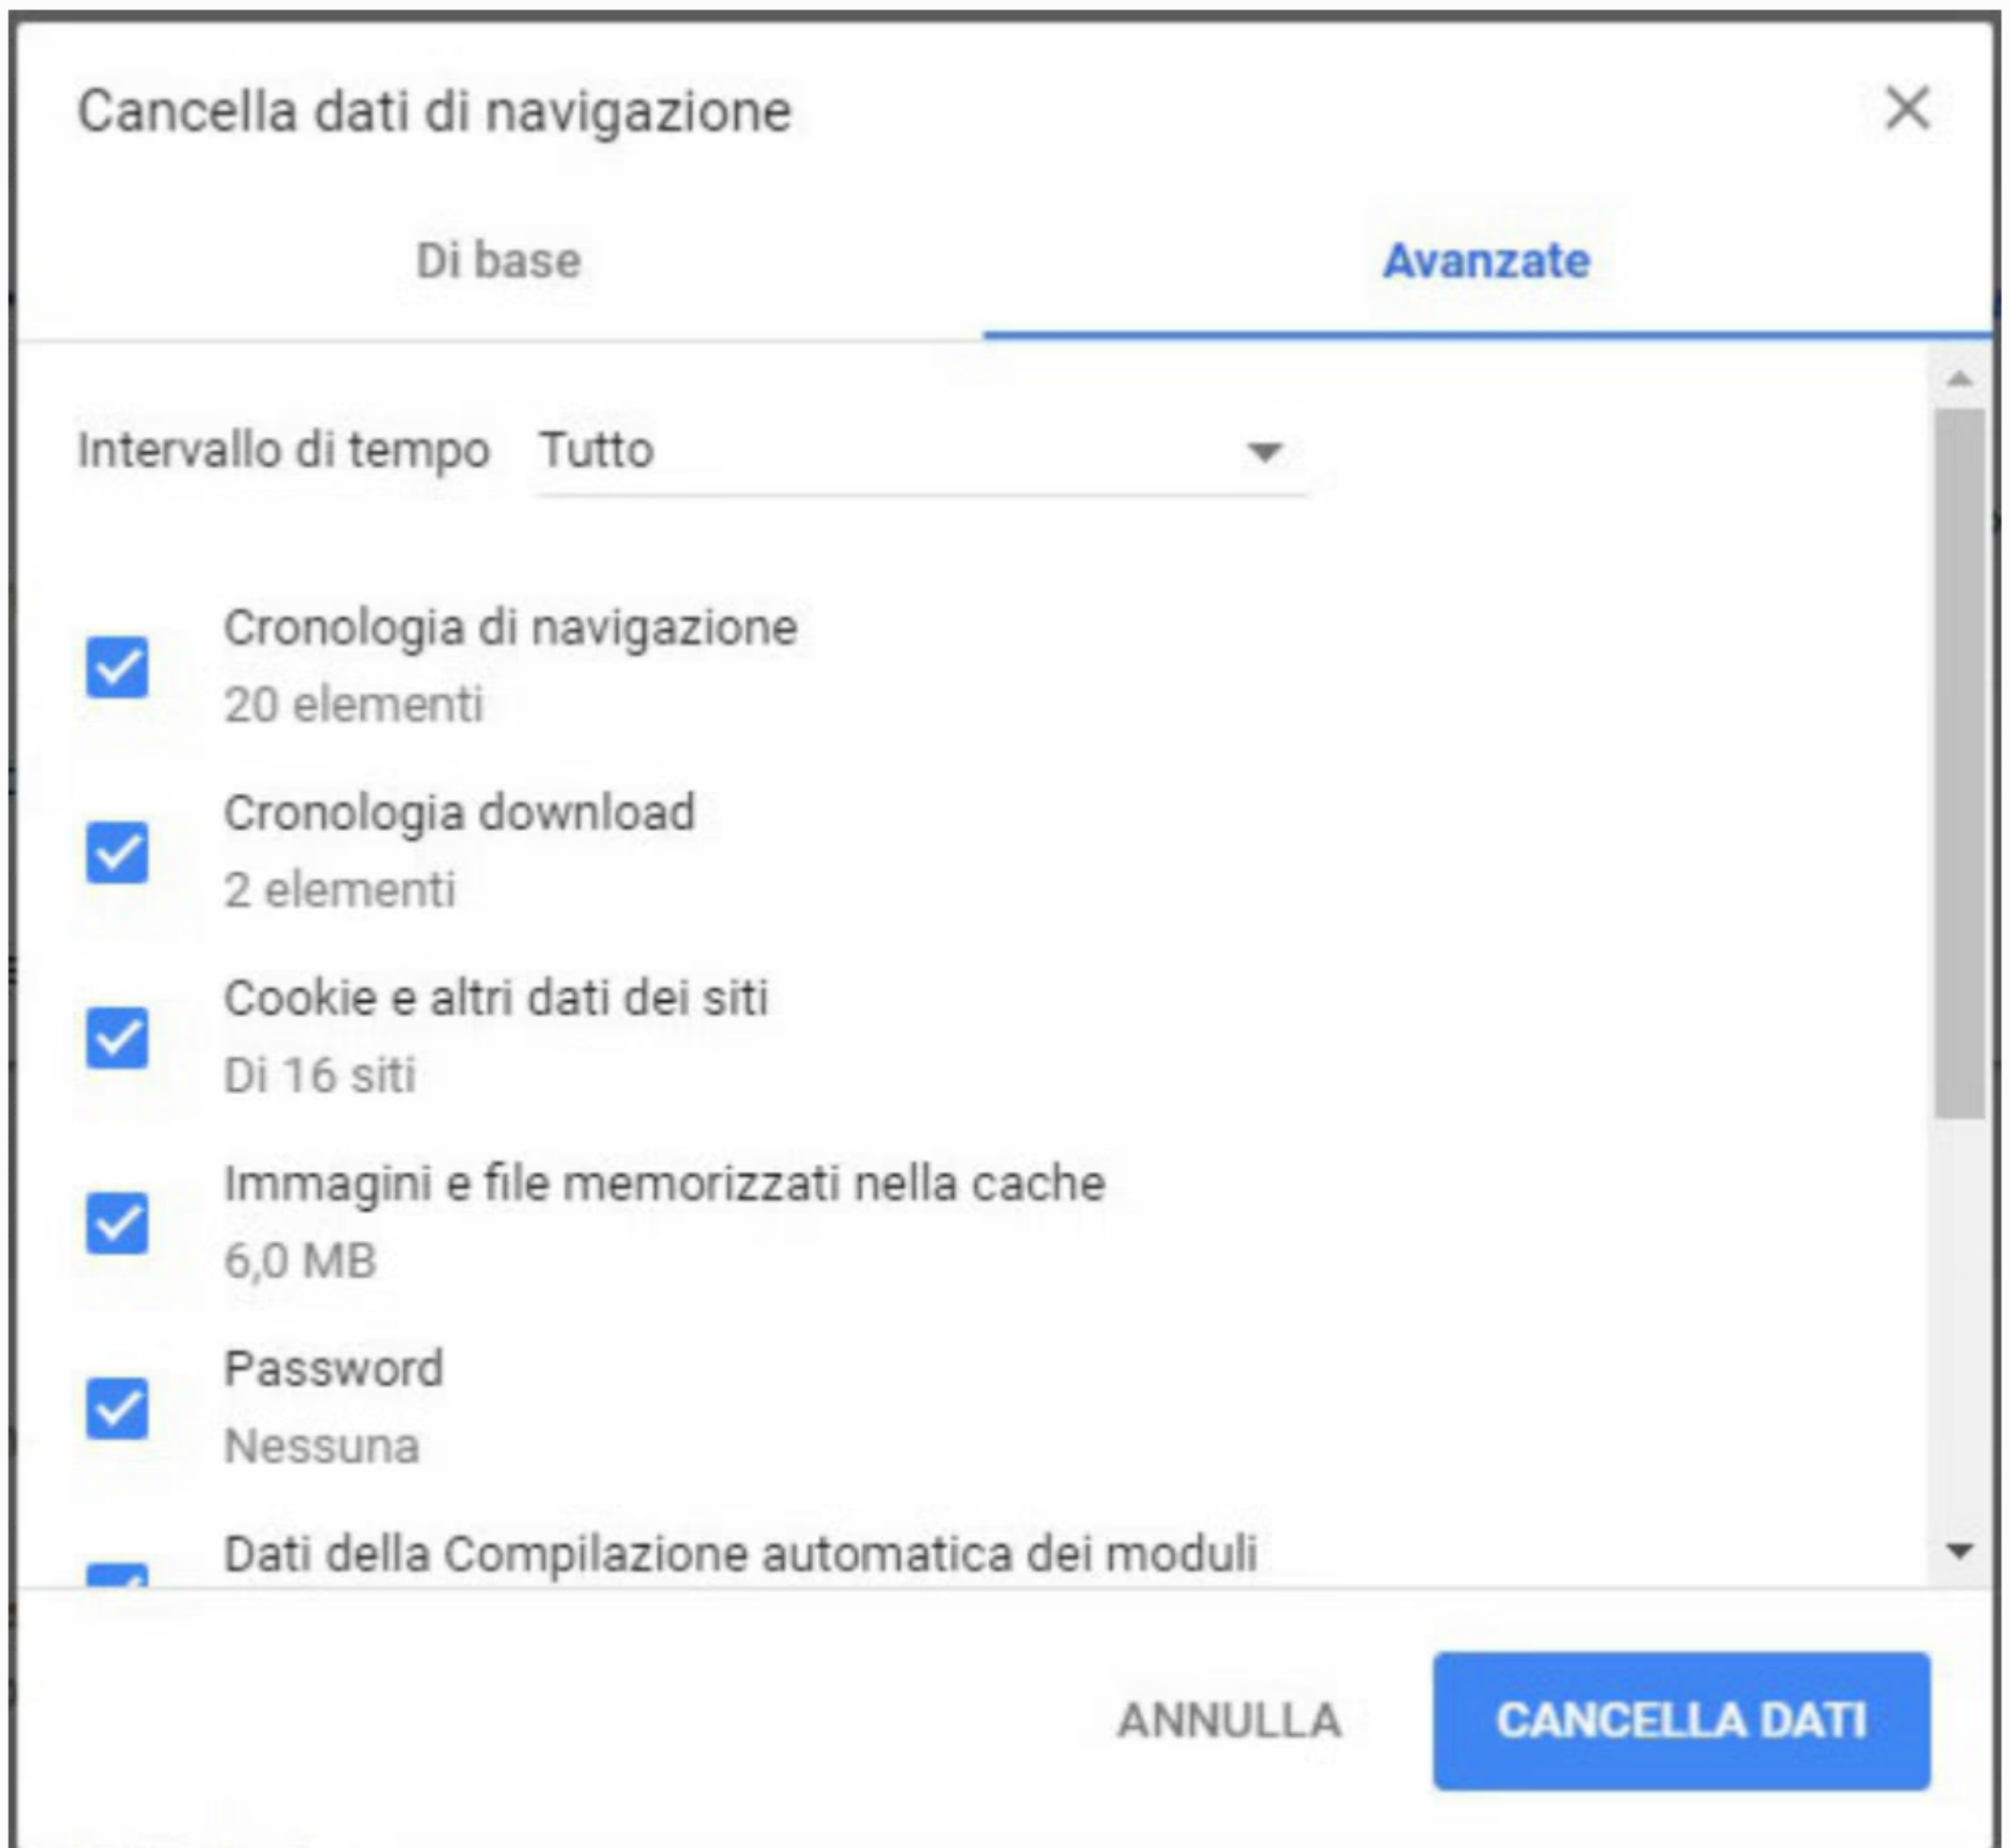 Cancella dati di navigazione
Di base
Avanzate
Intervallo di tempo Tutto
Cronologia di navigazione
20 elementi
Cronologia download
2 elementi
Cookie e altri dati dei siti
Di 16 siti
Immagini e file memorizzati nella cache
6,0 MB
Password
Nessuna
Dati della Compilazione automatica dei moduli
ANNULLA
CANCELLA DATI